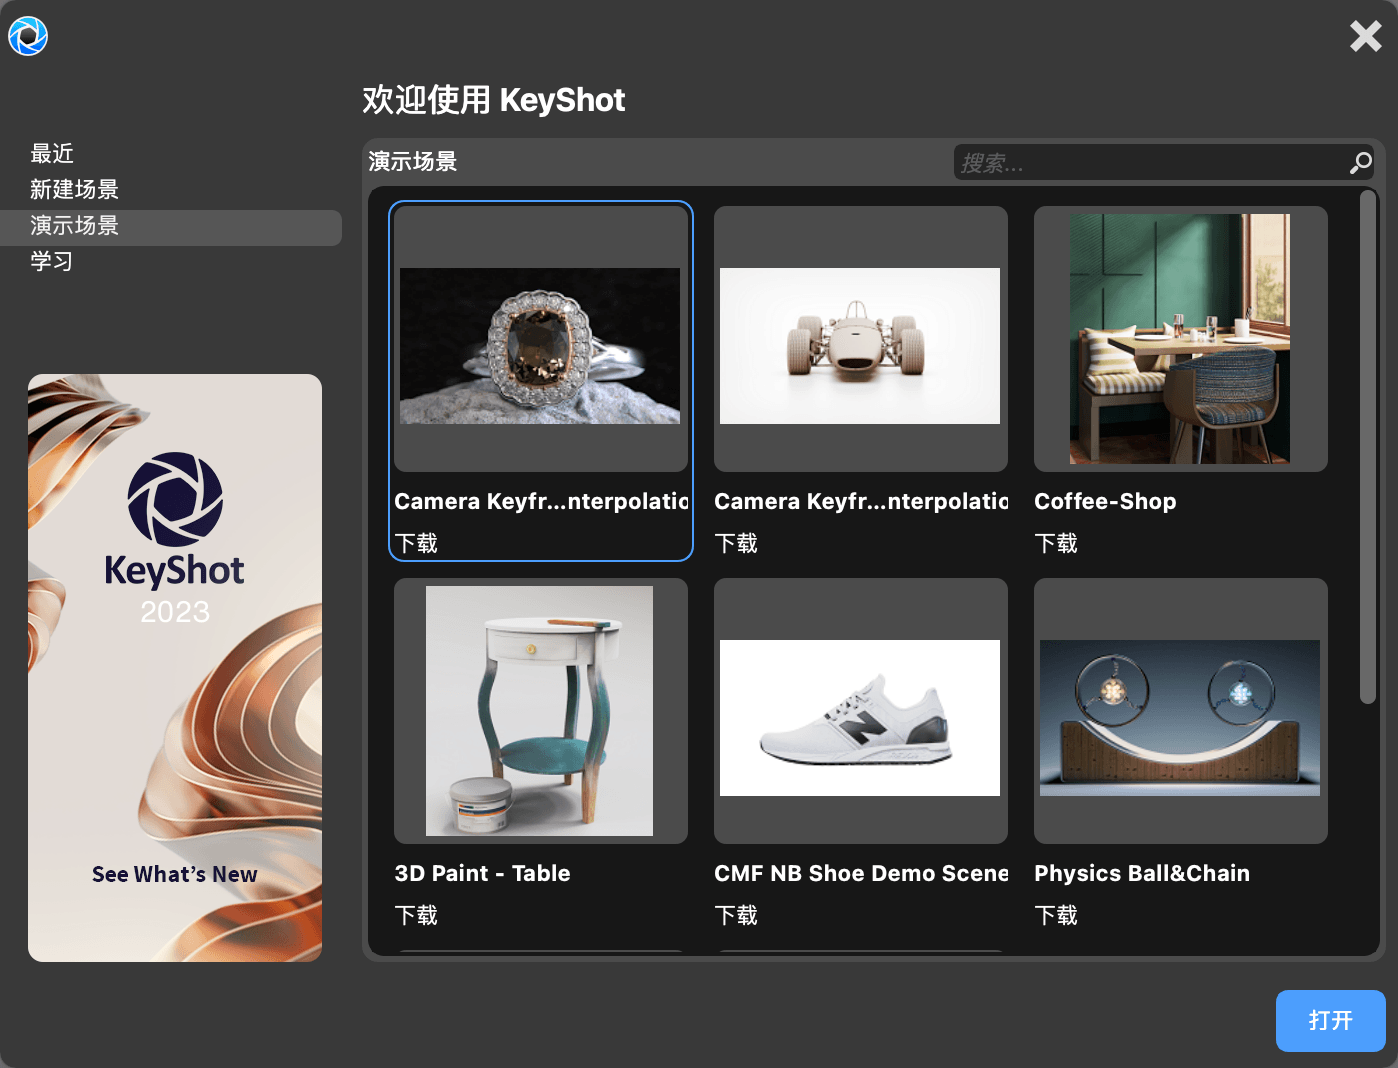 欢迎使用 KeyShot
最近
新建场景
演示场景
学习
KeyShot
2023
See What's New
演示场景
搜索...
Camera Keyfr...nterpolatio
下载
Camera Keyfr...nterpolatio
下载
Coffee-Shop
下载
3D Paint - Table
下载
CMF NB Shoe Demo Scene
下载
Physics Ball&Chain
下载
打开